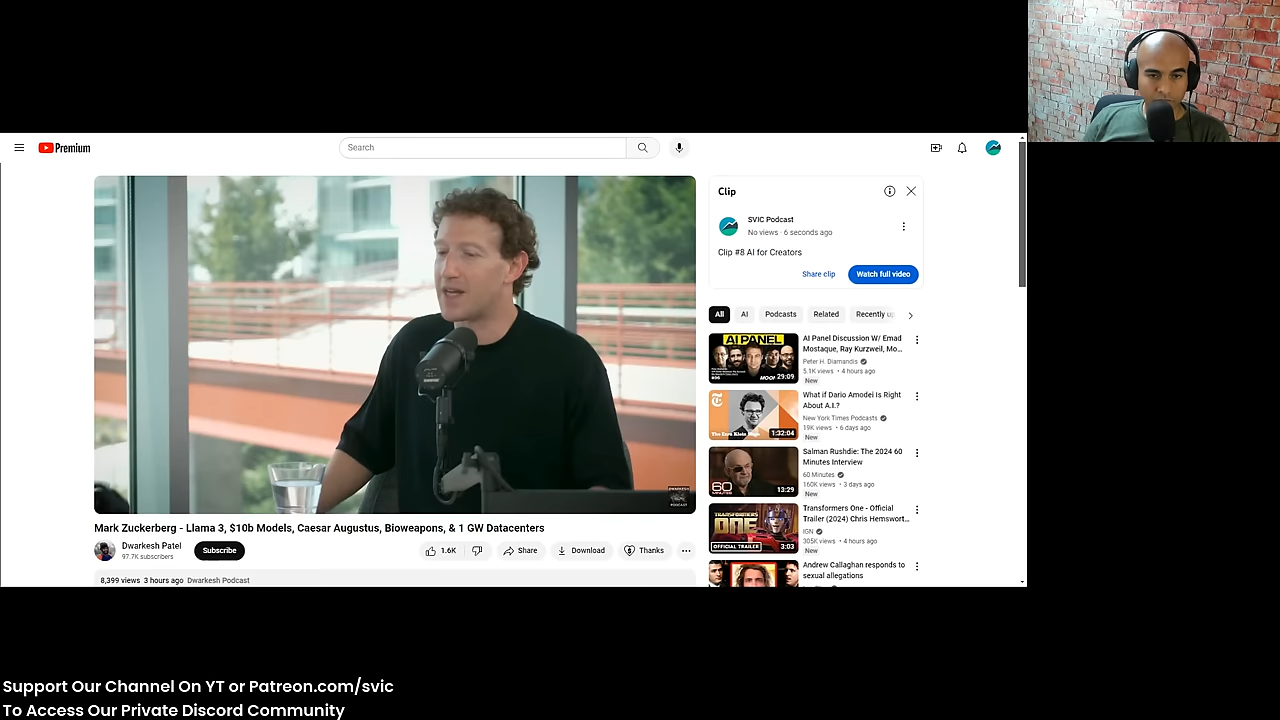 Premium
Search
Clip
SVIC Podcast
No views · 6 seconds ago
Clip #8 AI for Creators
Share clip
Watch full video
All
AI
Podcasts
Related
Mark Zuckerberg - Llama 3, $10b Models, Caesar Augustus, Bioweapons, & 1 GW Datacenters
Dwarkesh Patel
97.7K subscribers
Subscribe
1.6K
Share
Download
Thanks
8,399 views 3 hours ago Dwarkesh Podcast
AI PANEL
29:09
AI Panel Discussion W/ Emad
Mostaque, Ray Kurzweil, Mo...
Peter H. Diamandis
5.1K views • 4 hours ago
New
1:32:04
What if Dario Amodei Is Right
About A.I.?
New York Times Podcasts
19K views • 6 days ago
New
60
13:29
Salman Rushdie: The 2024 60
Minutes Interview
60 Minutes
160K views • 3 days ago
New
TRANSFORMERS
ONE
OFFICIAL TRAILER
3:03
Transformers One - Official
Trailer (2024) Chris Hemswort...
IGN
305K views • 4 hours ago
New
Andrew Callaghan responds to
sexual allegations
Support Our Channel On YT or Patreon.com/svic
To Access Our Private Discord Community